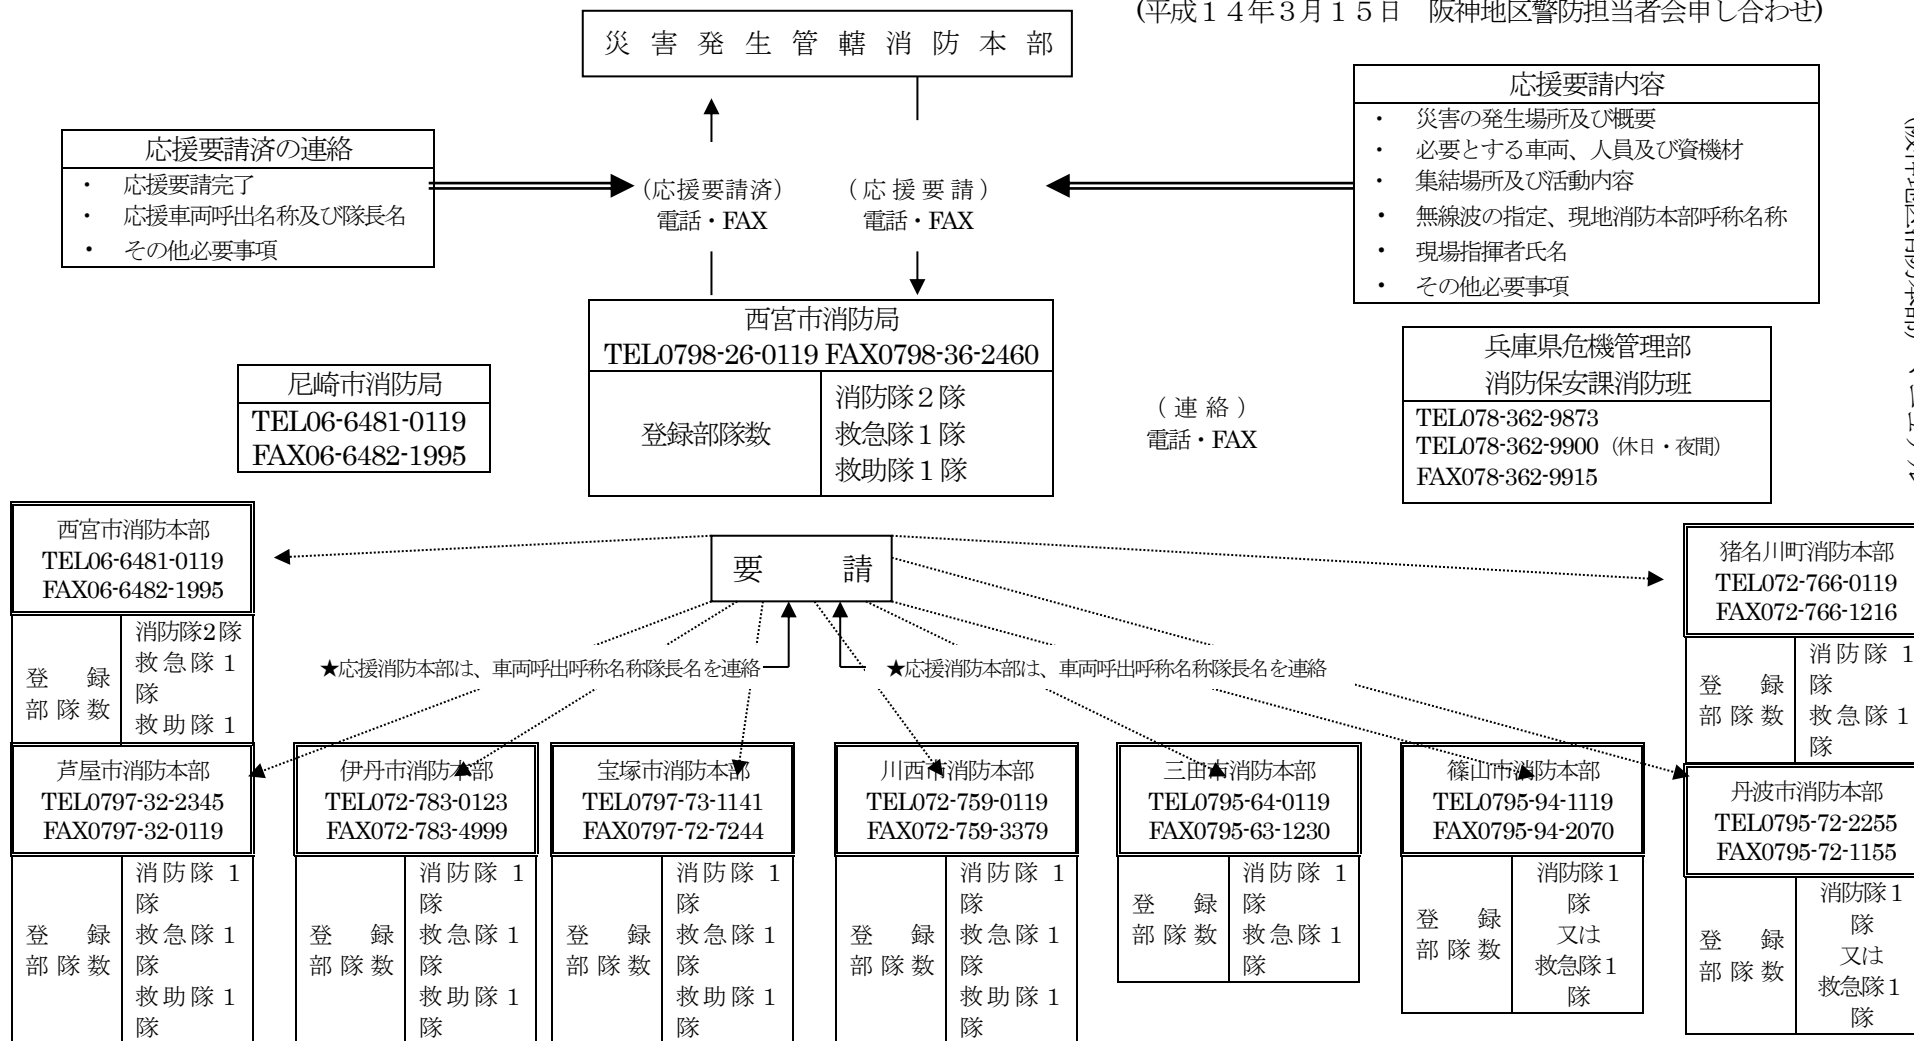 (平成１４年３月１５日　阪神地区警防担当者会申し合わせ)
災害発生管轄消防本部
応援要請済の連絡
・ 応援要請完了
・ 応援車両呼出名称及び隊長名
・ その他必要事項
(応援要請済)
電話・FAX
(応援要請)
電話・FAX
応援要請内容
・ 災害の発生場所及び概要
・ 必要とする車両、人員及び資機材
・ 集結場所及び活動内容
・ 無線波の指定、現地消防本部呼称名称
・ 現場指揮者氏名
・ その他必要事項
西宮市消防局
TEL0798-26-0119 FAX0798-36-2460
登録部隊数
消防隊２隊
救急隊１隊
救助隊１隊
尼崎市消防局
TEL06-6481-0119
FAX06-6482-1995
(連絡)
電話・FAX
兵庫県危機管理部
消防保安課消防班
TEL078-362-9873
TEL078-362-9900 (休日・夜間)
FAX078-362-9915
西宮市消防本部
TEL06-6481-0119
FAX06-6482-1995
登　録
部隊数
消防隊2隊
救急隊１
隊
救助隊１
要　請
★応援消防本部は、車両呼出呼称名称隊長名を連絡
★応援消防本部は、車両呼出呼称名称隊長名を連絡
猪名川町消防本部
TEL072-766-0119
FAX072-766-1216
登　録
部隊数
消防隊１
隊
救急隊１
隊
芦屋市消防本部
TEL0797-32-2345
FAX0797-32-0119
登　録
部隊数
消防隊１
隊
救急隊１
隊
救助隊１
隊
伊丹市消防本部
TEL072-783-0123
FAX072-783-4999
登　録
部隊数
消防隊１
隊
救急隊１
隊
救助隊１
隊
宝塚市消防本部
TEL0797-73-1141
FAX0797-72-7244
登　録
部隊数
消防隊１
隊
救急隊１
隊
救助隊１
隊
川西市消防本部
TEL072-759-0119
FAX072-759-3379
登　録
部隊数
消防隊１
隊
救急隊１
隊
救助隊１
隊
三田市消防本部
TEL0795-64-0119
FAX0795-63-1230
登　録
部隊数
消防隊１
隊
救急隊１
隊
篠山市消防本部
TEL0795-94-1119
FAX0795-94-2070
登　録
部隊数
消防隊１
隊
又は
救急隊１
隊
丹波市消防本部
TEL0795-72-2255
FAX0795-72-1155
登　録
部隊数
消防隊１
隊
又は
救急隊１
隊